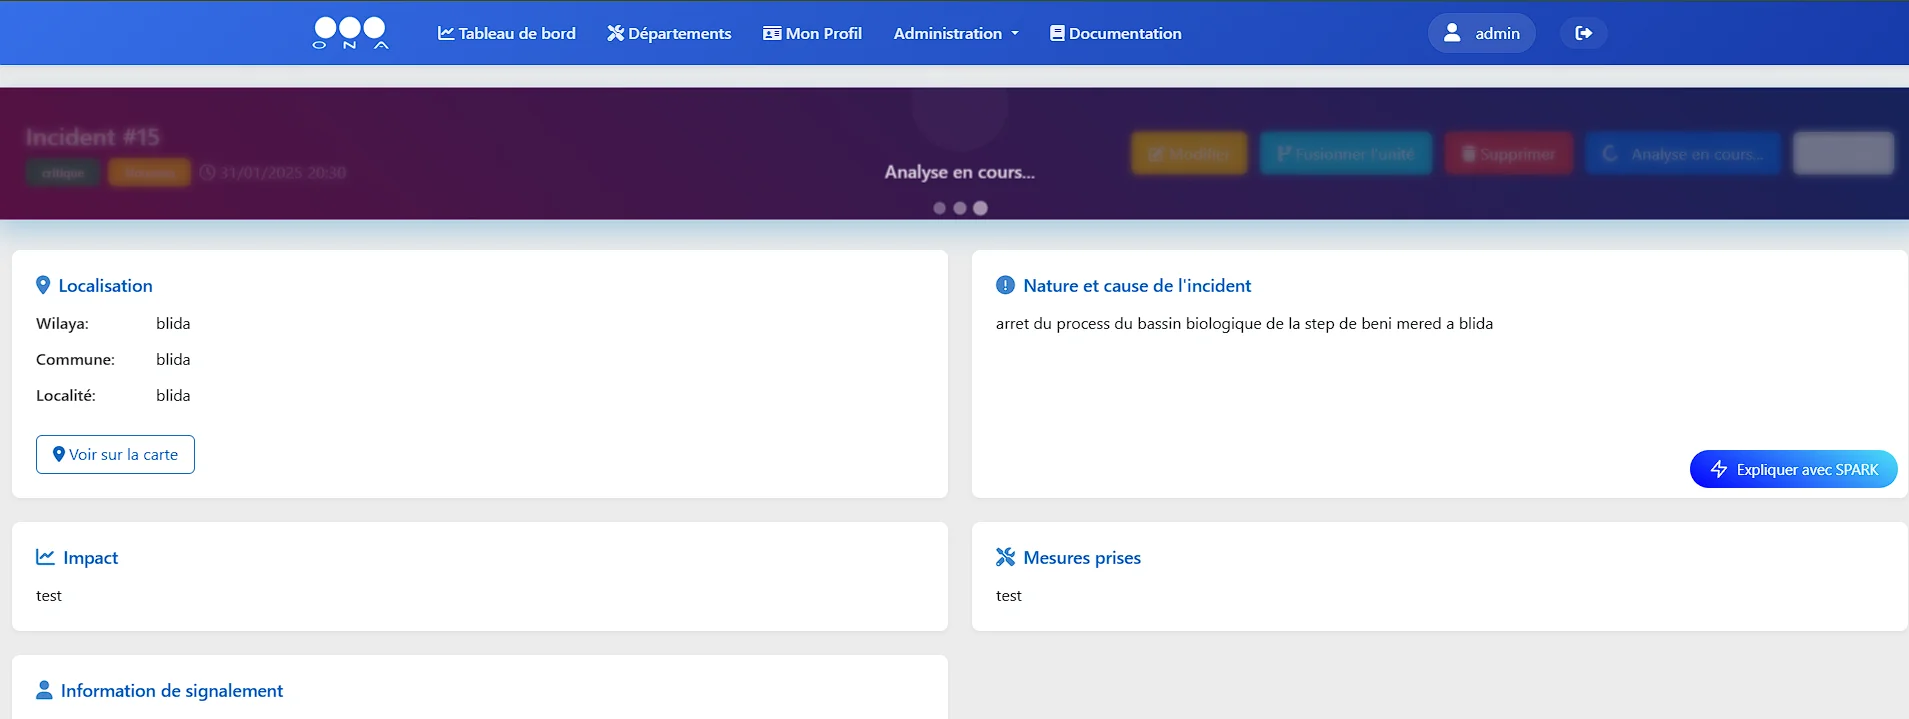 ONA
Tableau de bord
Départements
Mon Profil
Administration
Documentation
admin
Incident #15
critique
31/01/2025 20:30
Analyse en cours...
Modifier
Fusionner l'unité
Supprimer
Analyse en cours...
Localisation
Wilaya: blida
Commune: blida
Localité: blida
Voir sur la carte
Nature et cause de l'incident
arret du process du bassin biologique de la step de beni mered a blida
Expliquer avec SPARK
Impact
test
Mesures prises
test
Information de signalement